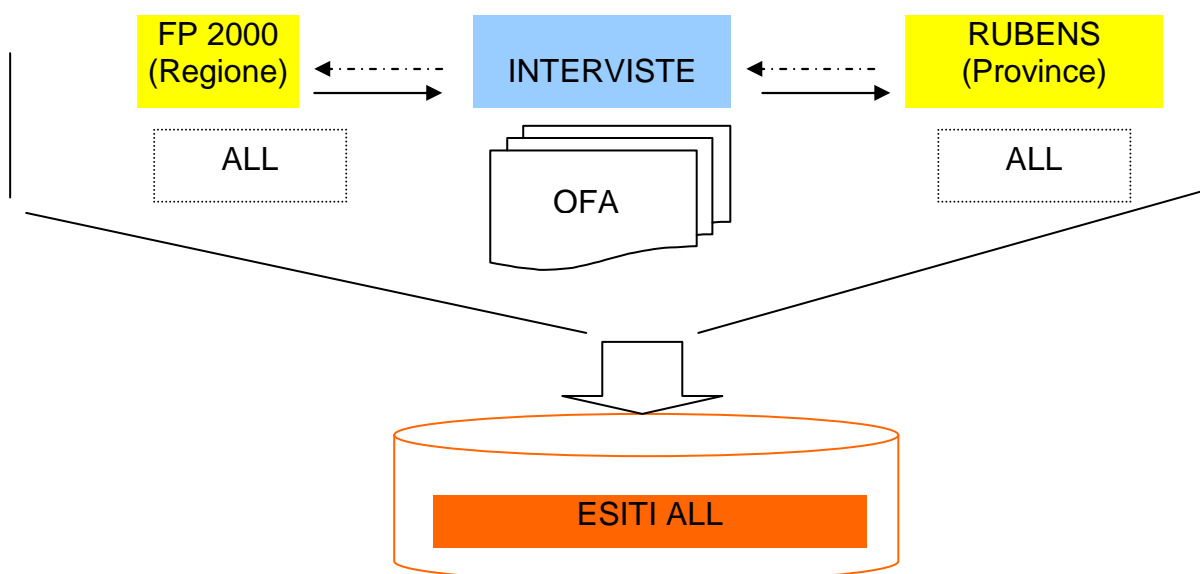 FP 2000
(Regione)
INTERVISTE
RUBENS
(Province)
ALL
OFA
ALL
ESITI ALL